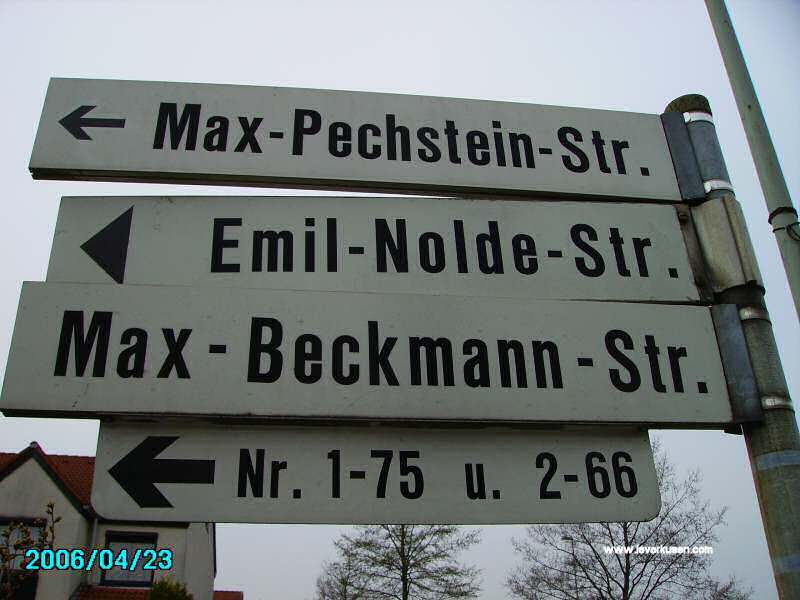 Max-Pechstein-Str.
Emil-Nolde-Str.
Max-Beckmann-Str.
Nr. 1-75 u. 2-66
www.leverkusen.com
2006/04/23